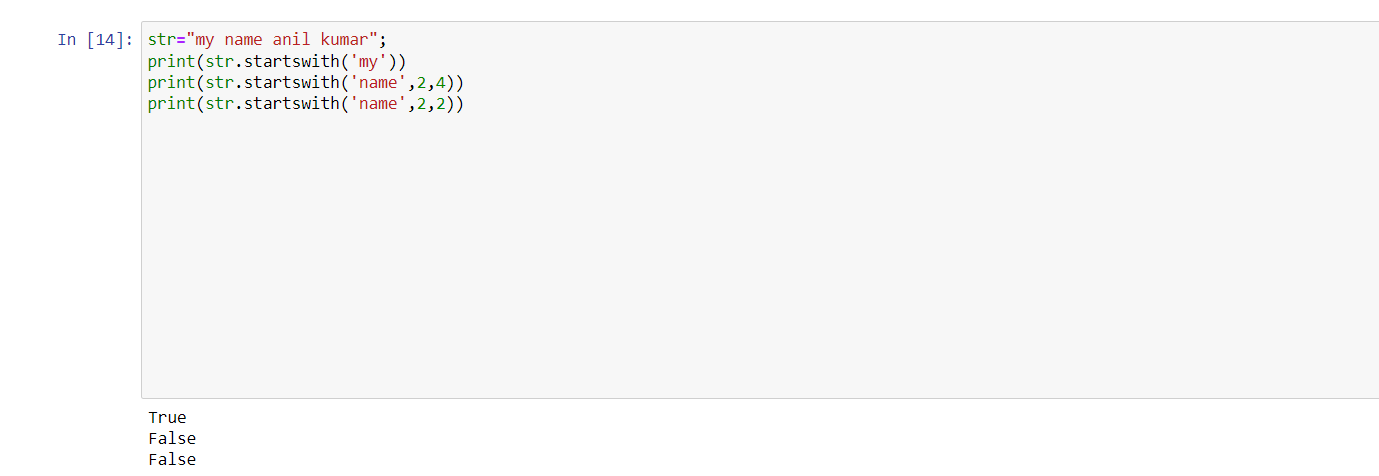 In [14]: str="my name anil kumar";
print(str.startswith('my'))
print(str.startswith('name',2,4))
print(str.startswith('name',2,2))
True
False
False